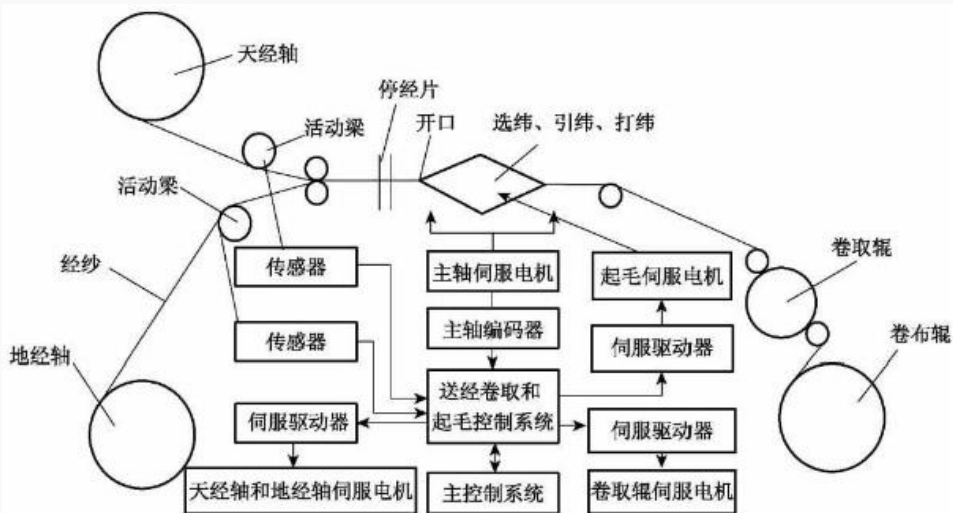 天经轴
停经片
活动梁
开口
选纬、引纬、打纬
活动梁
经纱
传感器
主轴伺服电机
起毛伺服电机
卷取辊
传感器
主轴编码器
伺服驱动器
卷布辊
地经轴
送经卷取和
起毛控制系统
伺服驱动器
伺服驱动器
天经轴和地经轴伺服电机
主控制系统
卷取辊伺服电机